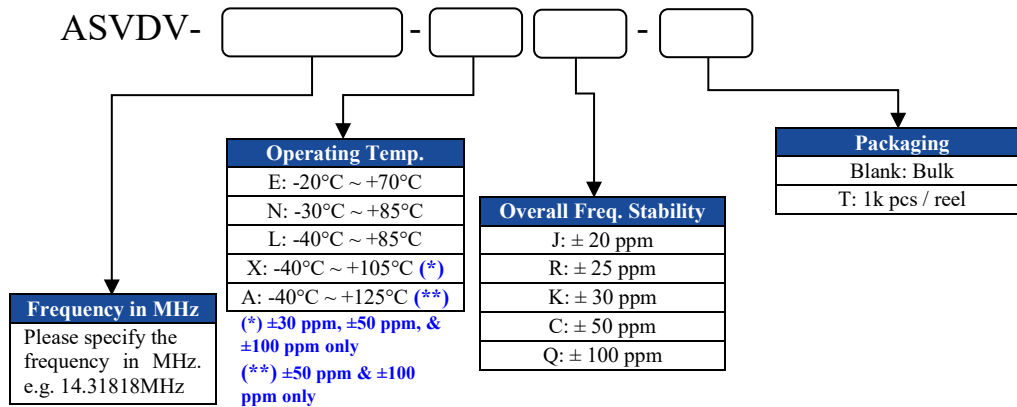 ASVDV- - -
Operating Temp.
E: -20°C ~ +70°C
N: -30°C ~ +85°C
L: -40°C ~ +85°C
X: -40°C ~ +105°C (*)
A: -40°C ~ +125°C (**)
(*) ±30 ppm, ±50 ppm, &
±100 ppm only
(**) ±50 ppm & ±100
ppm only
Frequency in MHz
Please specify the
frequency in MHz.
e.g. 14.31818MHz
Overall Freq. Stability
J: ± 20 ppm
R: ± 25 ppm
K: ± 30 ppm
C: ± 50 ppm
Q: ± 100 ppm
Packaging
Blank: Bulk
T: 1k pcs / reel